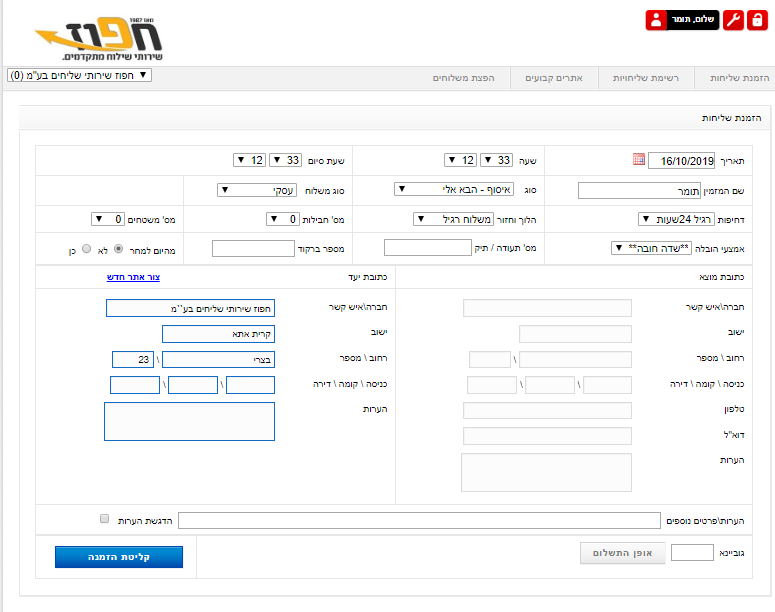 מאז 1987
חפוז
שירותי שילוח מתקדמים.
שלום, תומר
חפוז שירותי שליחים בע"מ (0)
הזמנת שליחות
רשימת שליחויות
אתרים קבועים
הפצת משלוחים
הזמנת שליחות
תאריך 16/10/2019 שעה 33 12 שעת סיום 33 12
שם המזמין תומר סוג איסוף - הבא אלי סוג משלוח עסקי
דחיפות רגיל 24שעות הלוך וחזור משלוח רגיל מס' חבילות 0 מס' משטחים 0
אמצעי הובלה **שדה חובה** מס' תעודה / תיק מספר ברקוד מהיום למחר לא כן
כתובת מוצא
חברה\איש קשר
ישוב
רחוב \ מספר \
כניסה \ קומה \ דירה \ \
טלפון
דוא"ל
הערות
כתובת יעד צור אתר חדש
חברה\איש קשר חפוז שירותי שליחים בע``מ
ישוב קרית אתא
רחוב \ מספר בצרי \ 23
כניסה \ קומה \ דירה \ \
הערות
הערות\פרטים נוספים הדגשת הערות
גוביינא אופן התשלום קליטת הזמנה